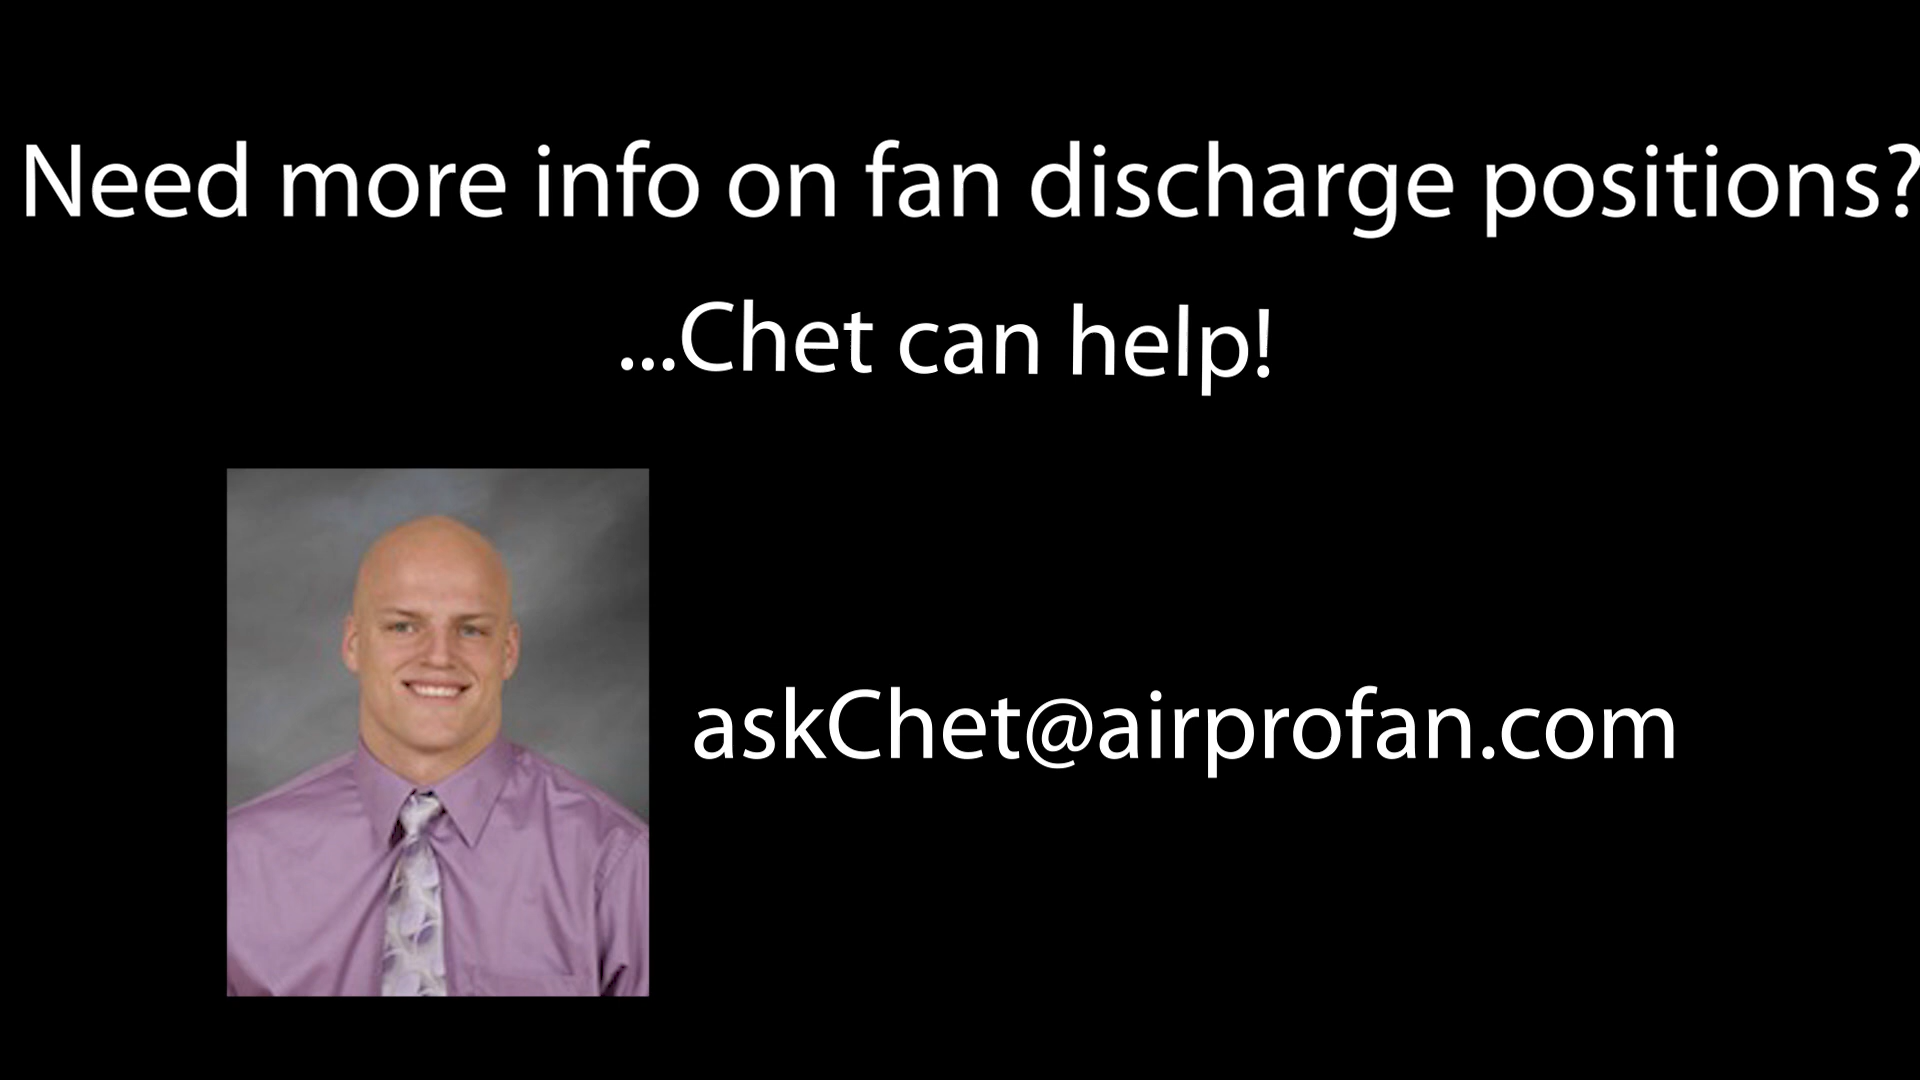 Need more info on fan discharge positions?
...Chet can help!
askChet@airprofan.com